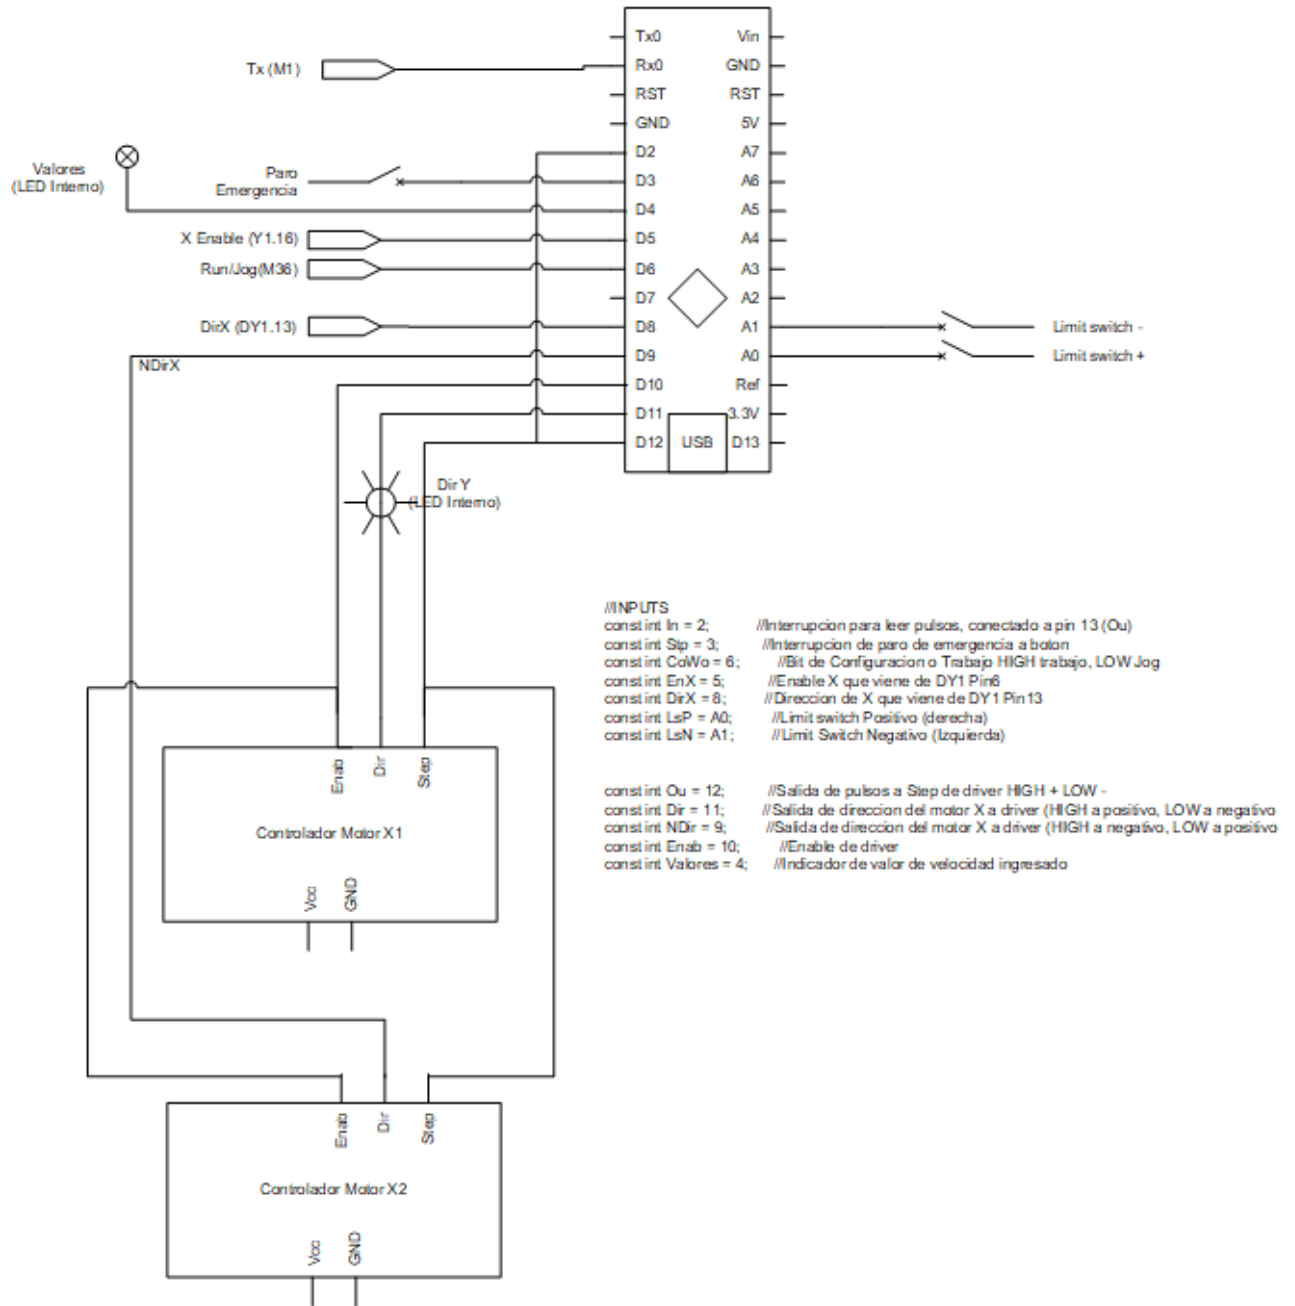 Tx0 Vin
Tx (M1)
Rx0 GND
RST RST
GND 5V
D2 A7
Valores
(LED Interno)
Paro
Emergencia
D3 A6
D4 A5
X Enable (Y1.16)
D5 A4
Run/Jog(M36)
D6 A3
D7 A2
DirX (DY1.13)
D8 A1
Limit switch -
NDirX
D9 A0
Limit switch +
D10 Ref
D11 3.3V
D12 USB D13
Dir Y
(LED Interno)
//INPUTS
const int In = 2; //Interrupcion para leer pulsos, conectado a pin 13 (Ou)
const int Stp = 3; //Interrupcion de paro de emergencia a boton
const int CoWo = 6; //Bit de Configuracion o Trabajo HIGH trabajo, LOW Jog
const int EnX = 5; //Enable X que viene de DY1 Pin6
const int DirX = 8; //Direccion de X que viene de DY1 Pin13
const int LsP = A0; //Limit switch Positivo (derecha)
const int LsN = A1; //Limit Switch Negativo (Izquierda)
const int Ou = 12; //Salida de pulsos a Step de driver HIGH + LOW -
const int Dir = 11; //Salida de direccion del motor X a driver (HIGH a positivo, LOW a negativo
const int NDir = 9; //Salida de direccion del motor X a driver (HIGH a negativo, LOW a positivo
const int Enab = 10; //Enable de driver
const int Valores = 4; //Indicador de valor de velocidad ingresado
Enab Dir Step
Controlador Motor X1
Vcc GND
Enab Dir Step
Controlador Motor X2
Vcc GND